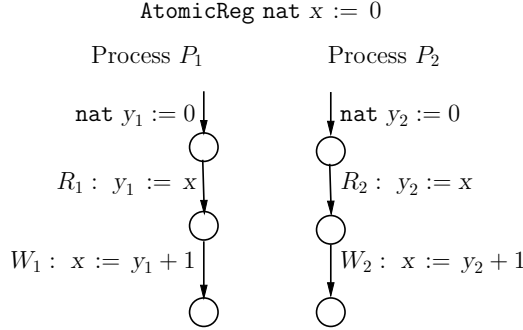 AtomicReg nat x := 0
Process P₁ Process P₂
nat y₁ := 0 nat y₂ := 0
R₁ : y₁ := x R₂ : y₂ := x
W₁ : x := y₁ + 1 W₂ : x := y₂ + 1